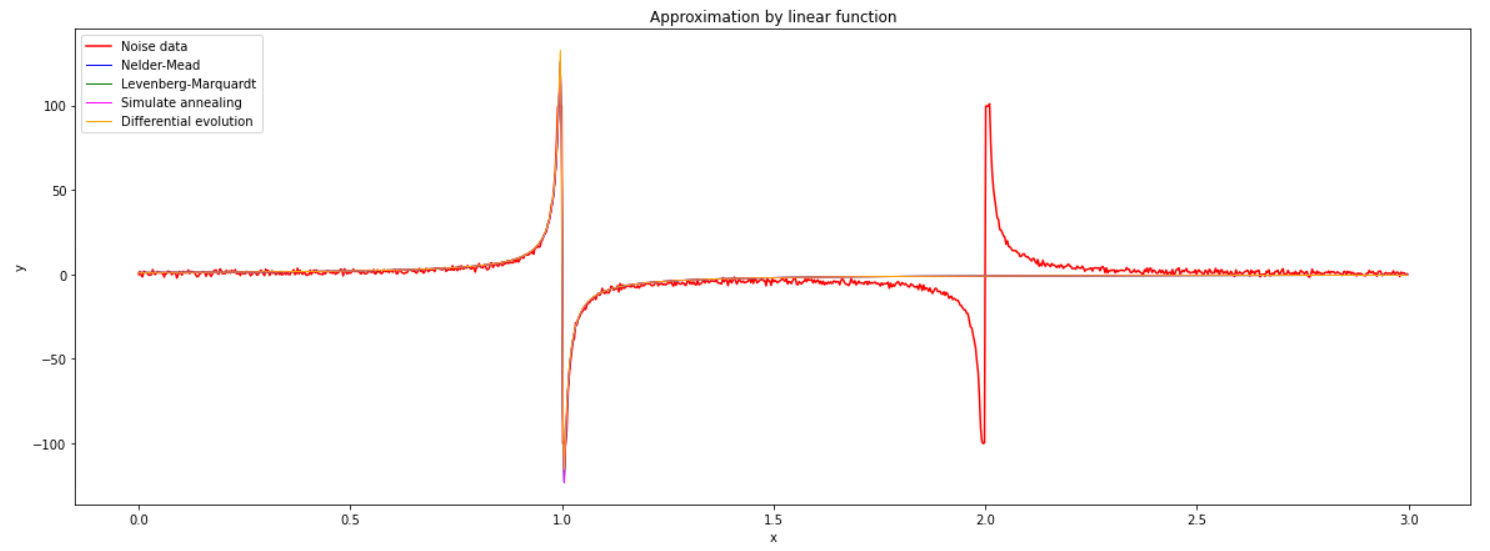 Approximation by linear function
Noise data
Nelder-Mead
Levenberg-Marquardt
Simulate annealing
Differential evolution
100
50
0
−50
−100
y
0.0 0.5 1.0 1.5 2.0 2.5 3.0
x